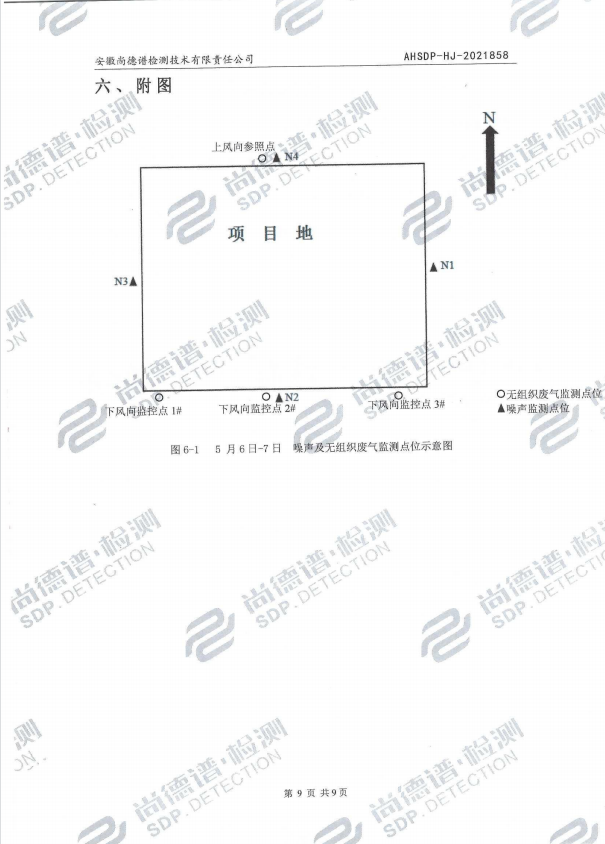 安徽尚德谱检测技术有限责任公司 AHSDP-HJ-2021858
六、附图
N
上风向参照点
N4
项 目 地
N1
N3
N2
下风向监控点 1# 下风向监控点 2# 下风向监控点 3#
无组织废气监测点位
噪声监测点位
图 6-1 5 月 6 日-7 日 噪声及无组织废气监测点位示意图
第 9 页 共9页
尚德谱·检测
SDP.DETECTION